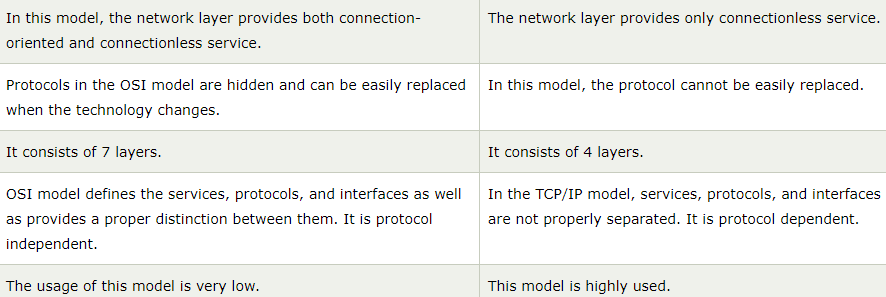 In this model, the network layer provides both connection-
oriented and connectionless service.
The network layer provides only connectionless service.
Protocols in the OSI model are hidden and can be easily replaced
when the technology changes.
In this model, the protocol cannot be easily replaced.
It consists of 7 layers.
It consists of 4 layers.
OSI model defines the services, protocols, and interfaces as well
as provides a proper distinction between them. It is protocol
independent.
In the TCP/IP model, services, protocols, and interfaces
are not properly separated. It is protocol dependent.
The usage of this model is very low.
This model is highly used.